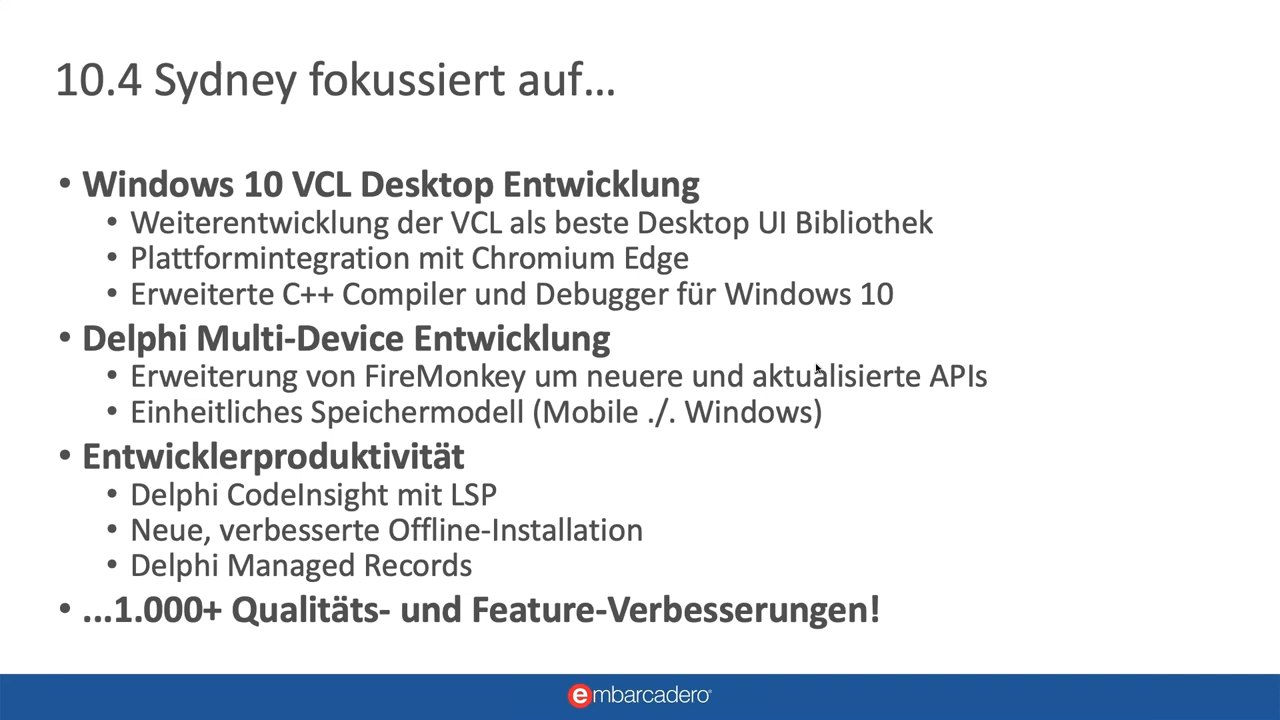 10.4 Sydney fokussiert auf...
• Windows 10 VCL Desktop Entwicklung
• Weiterentwicklung der VCL als beste Desktop UI Bibliothek
• Plattformintegration mit Chromium Edge
• Erweiterte C++ Compiler und Debugger für Windows 10
• Delphi Multi-Device Entwicklung
• Erweiterung von FireMonkey um neuere und aktualisierte APIs
• Einheitliches Speichermodell (Mobile ./. Windows)
• Entwicklerproduktivität
• Delphi CodeInsight mit LSP
• Neue, verbesserte Offline-Installation
• Delphi Managed Records
• ...1.000+ Qualitäts- und Feature-Verbesserungen!
embarcadero®